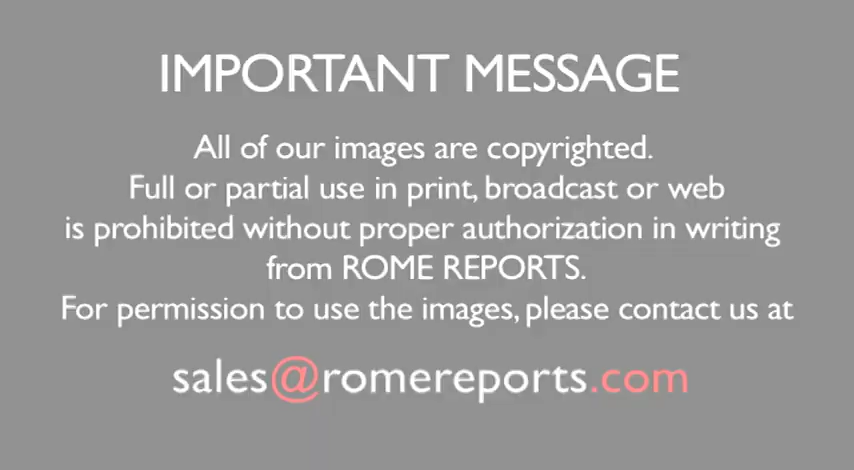 IMPORTANT MESSAGE
All of our images are copyrighted.
Full or partial use in print, broadcast or web
is prohibited without proper authorization in writing
from ROME REPORTS.
For permission to use the images, please contact us at
sales@romereports.com